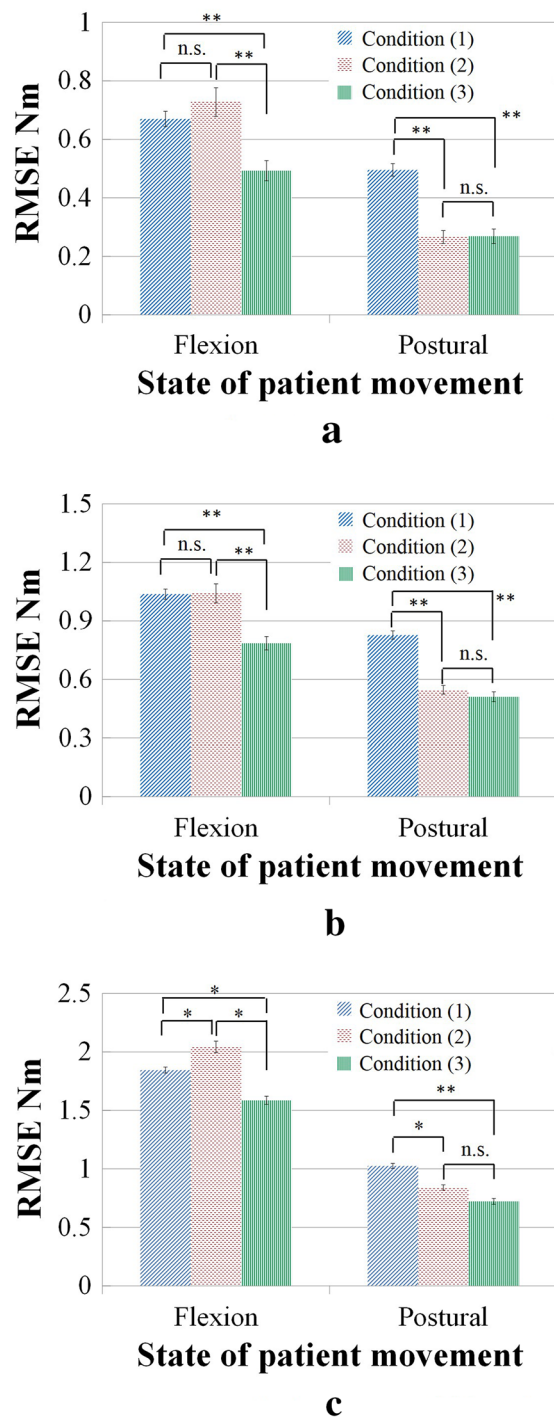 1
0.8
0.6
0.4
0.2
0
RMSE Nm
**
n.s.
**
Condition (1)
Condition (2)
Condition (3)
**
**
n.s.
Flexion
Postural
State of patient movement
a
1.5
1.2
0.9
0.6
0.3
0
RMSE Nm
**
n.s.
**
Condition (1)
Condition (2)
Condition (3)
**
**
n.s.
Flexion
Postural
State of patient movement
b
2.5
2
1.5
1
0.5
0
RMSE Nm
*
*
*
Condition (1)
Condition (2)
Condition (3)
**
*
n.s.
Flexion
Postural
State of patient movement
c